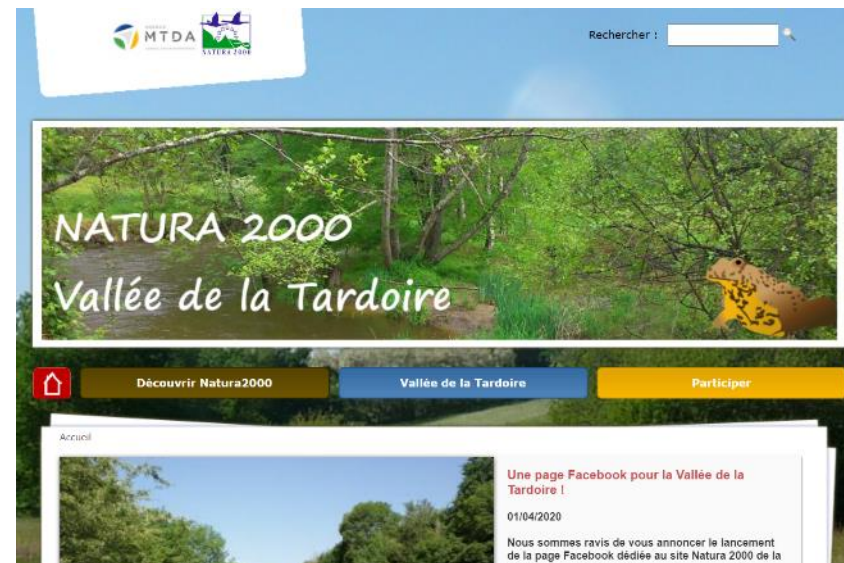 MTDA
NATURA 2000
Rechercher :
NATURA 2000
Vallée de la Tardoire
Découvrir Natura2000
Vallée de la Tardoire
Participer
Accueil
Une page Facebook pour la Vallée de la
Tardoire !
01/04/2020
Nous sommes ravis de vous annoncer le lancement
de la page Facebook dédiée au site Natura 2000 de la